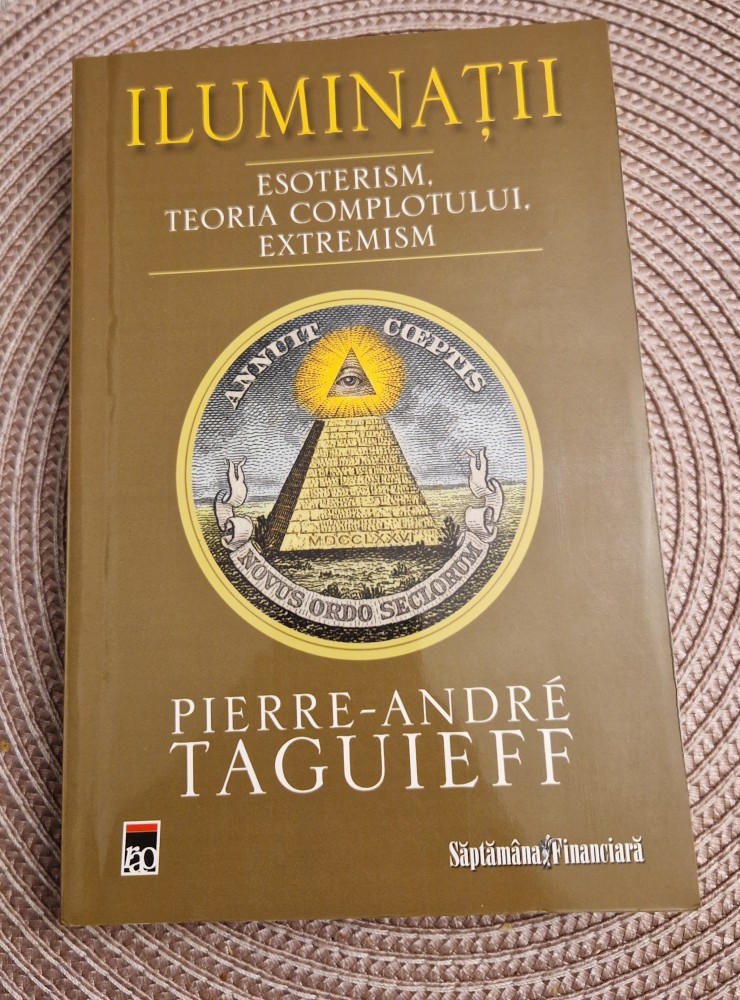 ILUMINAȚII
ESOTERISM,
TEORIA COMPLOTULUI,
EXTREMISM
ANNUIT CŒPTIS
MDCCLXXVI
NOVUS ORDO SECLORUM
PIERRE-ANDRÉ
TAGUIEFF
rao
Săptămâna Financiară